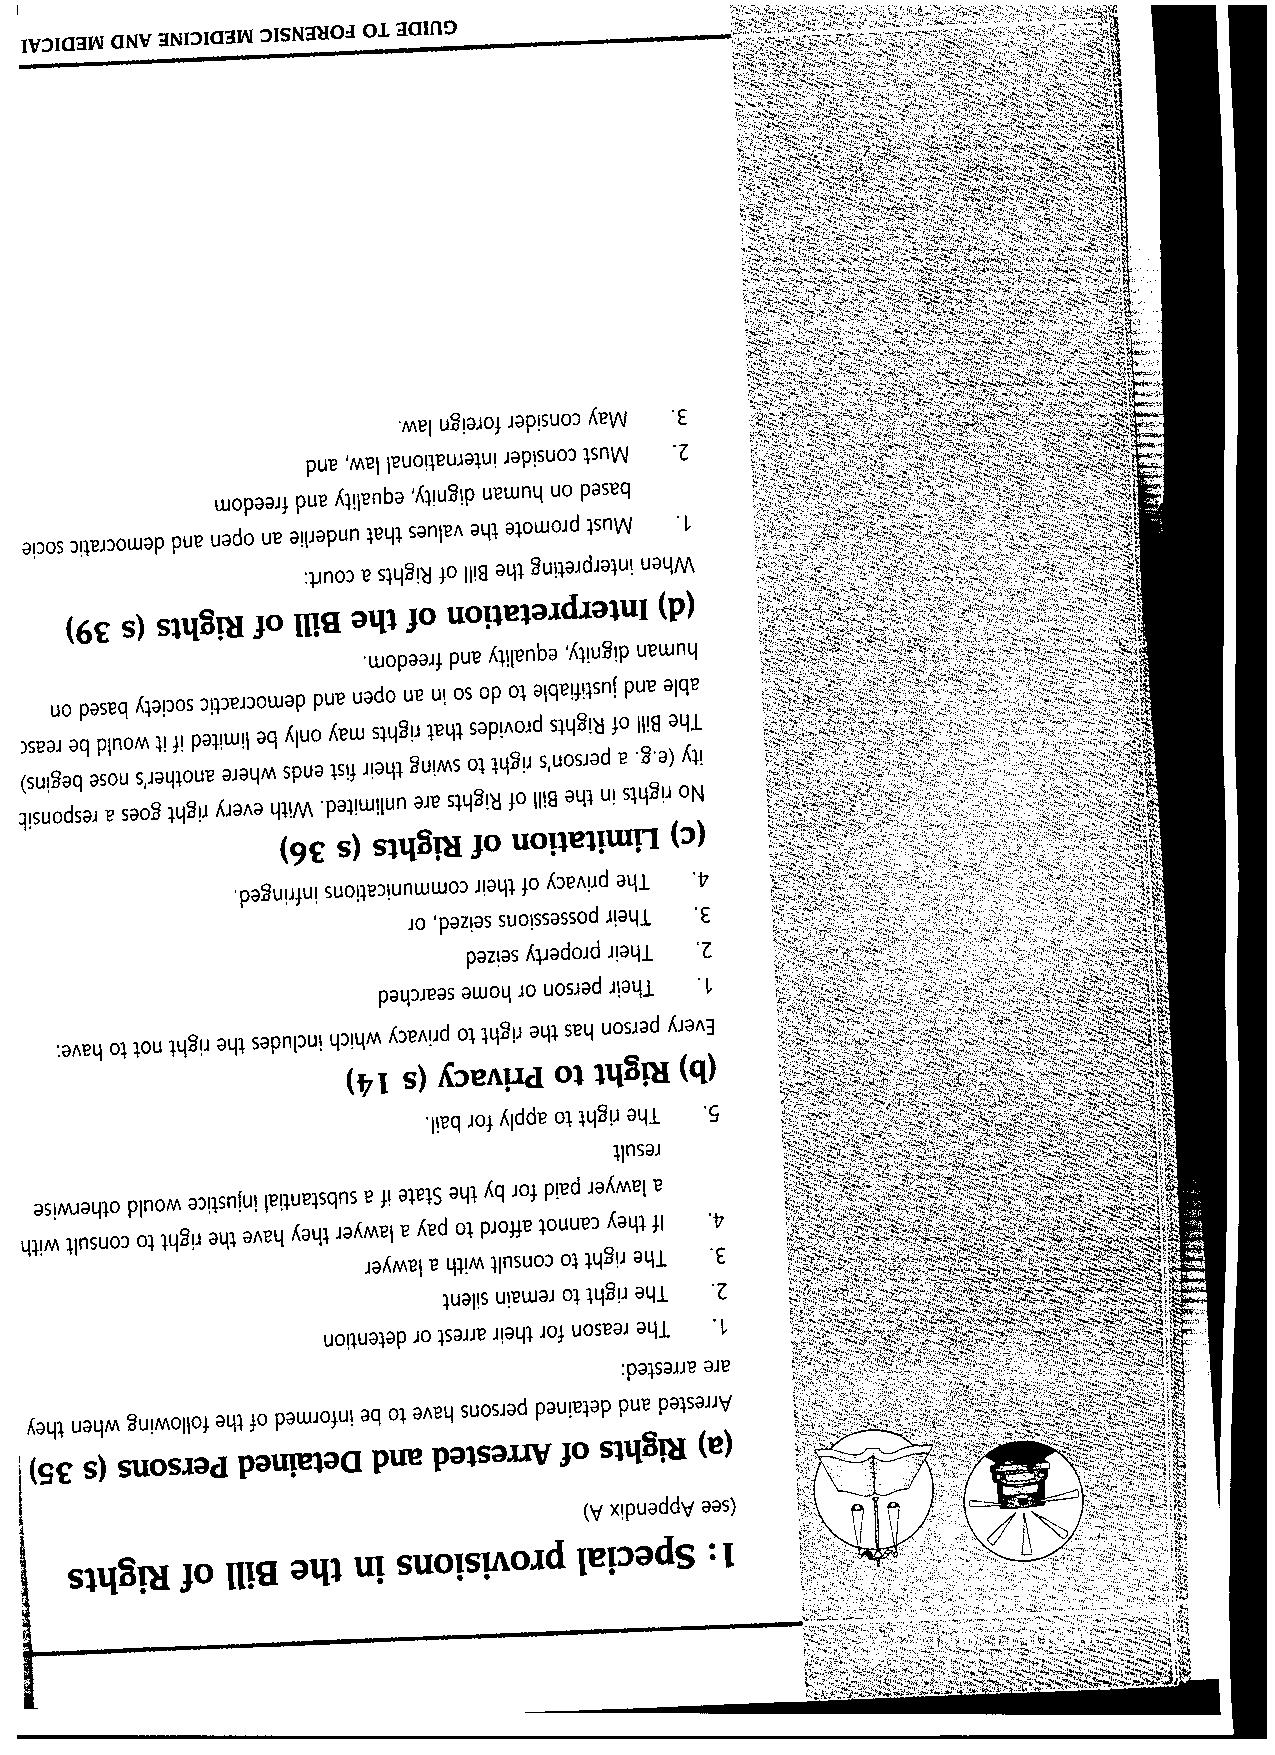 1: Special provisions in the Bill of Rights
(see Appendix A)
(a) Rights of Arrested and Detained Persons (s 35)
Arrested and detained persons have to be informed of the following when they
are arrested:
1. The reason for their arrest or detention
2. The right to remain silent
3. The right to consult with a lawyer
4. If they cannot afford to pay a lawyer they have the right to consult with
a lawyer paid for by the State if a substantial injustice would otherwise
result
5. The right to apply for bail.
(b) Right to Privacy (s 14)
Every person has the right to privacy which includes the right not to have:
1. Their person or home searched
2. Their property seized
3. Their possessions seized, or
4. The privacy of their communications infringed.
(c) Limitation of Rights (s 36)
No rights in the Bill of Rights are unlimited. With every right goes a responsib
ity (e.g. a person's right to swing their fist ends where another's nose begins)
The Bill of Rights provides that rights may only be limited if it would be reaso
able and justifiable to do so in an open and democractic society based on
human dignity, equality and freedom.
(d) Interpretation of the Bill of Rights (s 39)
When interpreting the Bill of Rights a court:
1. Must promote the values that underlie an open and democratic socie
based on human dignity, equality and freedom
2. Must consider international law, and
3. May consider foreign law.
GUIDE TO FORENSIC MEDICINE AND MEDICAL